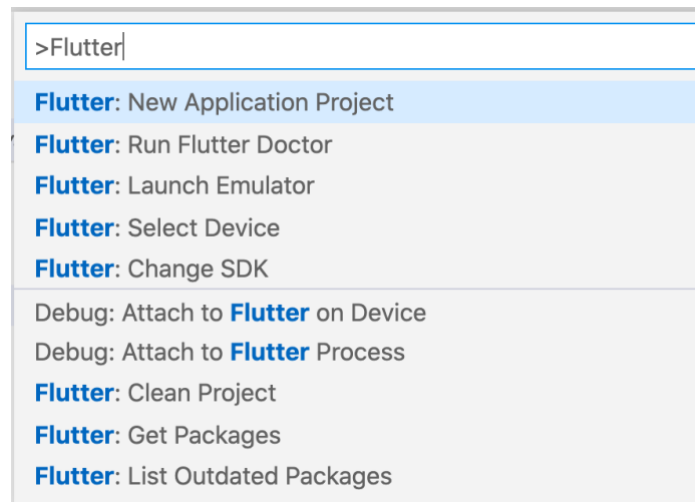 >Flutter
Flutter: New Application Project
Flutter: Run Flutter Doctor
Flutter: Launch Emulator
Flutter: Select Device
Flutter: Change SDK
Debug: Attach to Flutter on Device
Debug: Attach to Flutter Process
Flutter: Clean Project
Flutter: Get Packages
Flutter: List Outdated Packages